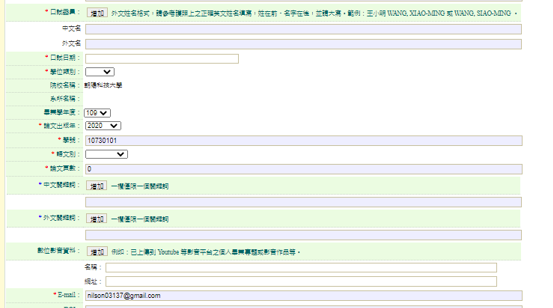 * 口試委員： 增加 外文姓名格式，請參考護照上之正確英文姓名填寫，姓在前，名字在後，並請大寫。範例：王小明 WANG, XIAO-MING 或 WANG, SIAO-MING 。
中文名
外文名
* 口試日期：
* 學位類別：
院校名稱： 朝陽科技大學
系所名稱：
畢業學年度： 109
* 論文出版年： 2020
* 學號： 10730101
* 語文別：
* 論文頁數： 0
* 中文關鍵詞： 增加 一欄僅限一個關鍵詞
* 外文關鍵詞： 增加 一欄僅限一個關鍵詞
數位影音資料： 增加 例如：已上傳到 Youtube 等影音平台之個人畢業專題或影音作品等。
名稱：
網址：
* E-mail： nilson03137@gmail.com